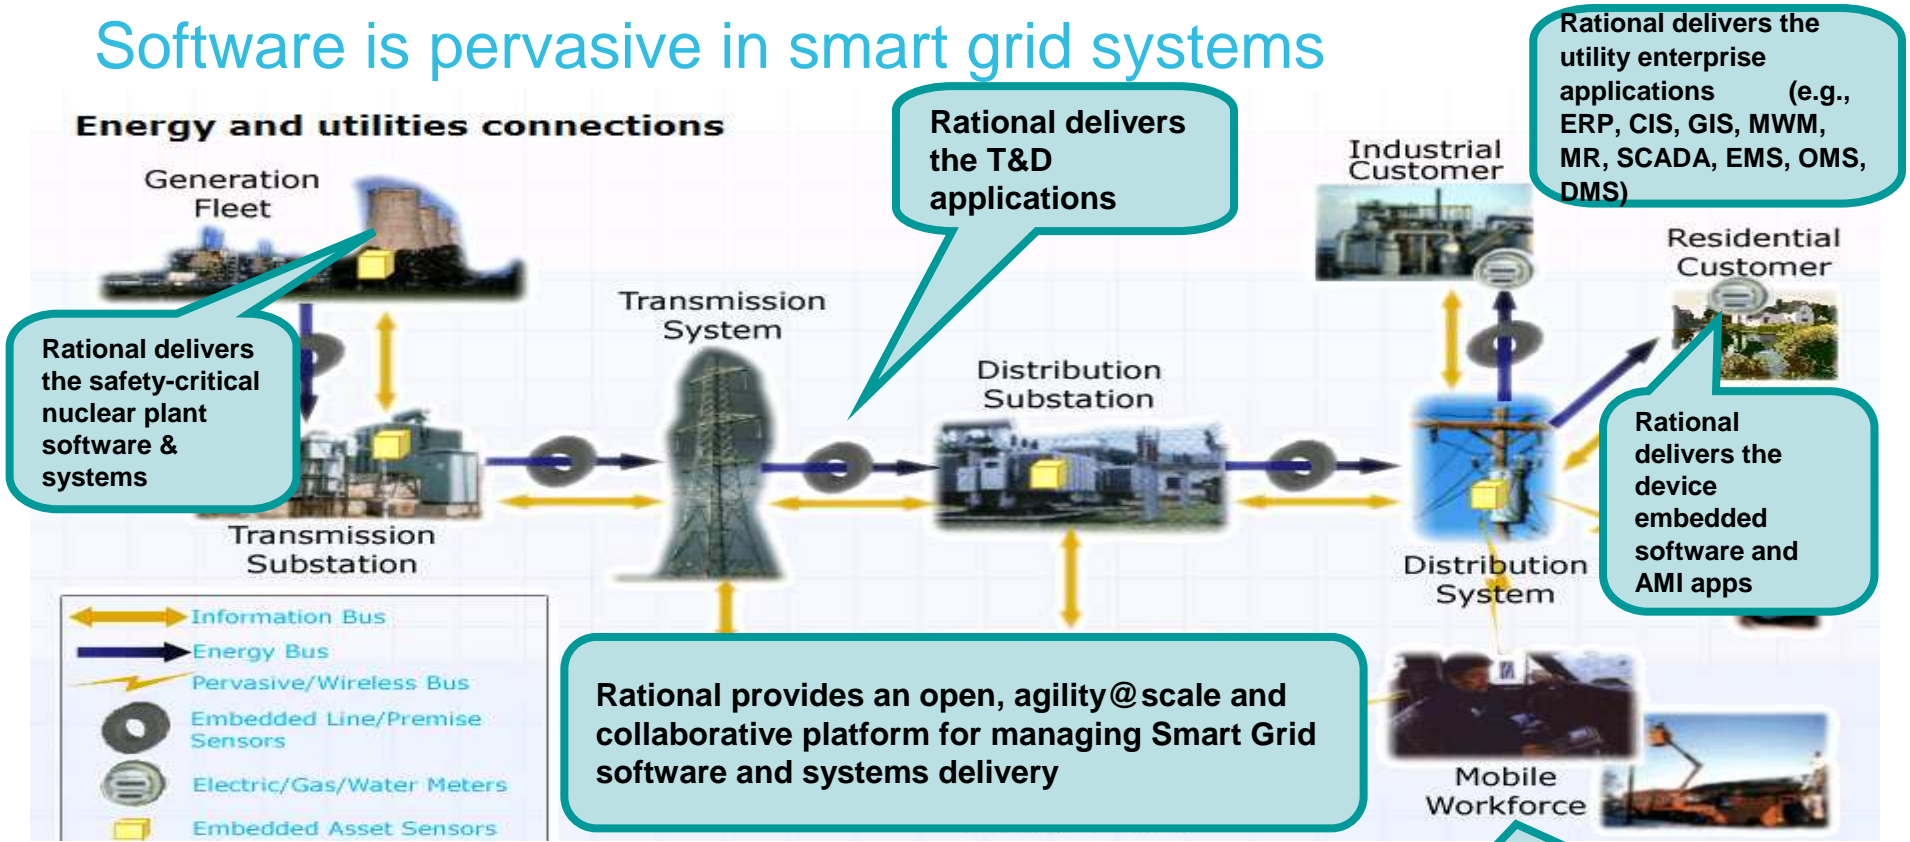 Software is pervasive in smart grid systems
Rational delivers the
utility enterprise
applications (e.g.,
ERP, CIS, GIS, MWM,
MR, SCADA, EMS, OMS,
DMS)
Energy and utilities connections
Rational delivers
the T&D
applications
Generation
Fleet
Industrial
Customer
Residential
Customer
Transmission
System
Rational delivers
the safety-critical
nuclear plant
software &
systems
Distribution
Substation
Rational
delivers the
device
embedded
software and
AMI apps
Transmission
Substation
Distribution
System
Information Bus
Energy Bus
Pervasive/Wireless Bus
Embedded Line/Premise
Sensors
Electric/Gas/Water Meters
Embedded Asset Sensors
Rational provides an open, agility@scale and
collaborative platform for managing Smart Grid
software and systems delivery
Mobile
Workforce